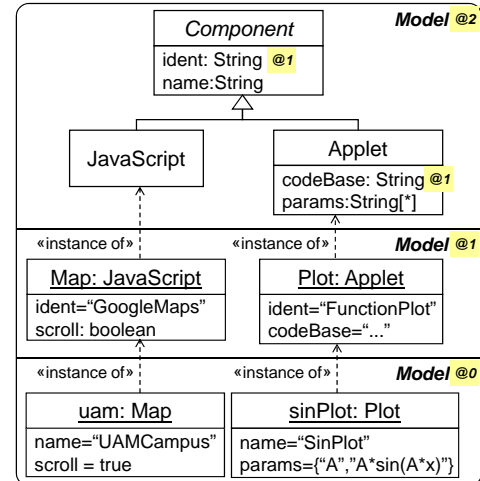 Component
Model @2
ident: String @1
name:String
JavaScript
Applet
codeBase: String @1
params:String[*]
«instance of»
«instance of»
Model @1
Map: JavaScript
Plot: Applet
ident=“GoogleMaps”
scroll: boolean
ident=“FunctionPlot”
codeBase=“...”
«instance of»
«instance of»
Model @0
uam: Map
sinPlot: Plot
name=“UAMCampus”
scroll = true
name=“SinPlot”
params={“A”,”A*sin(A*x)”}